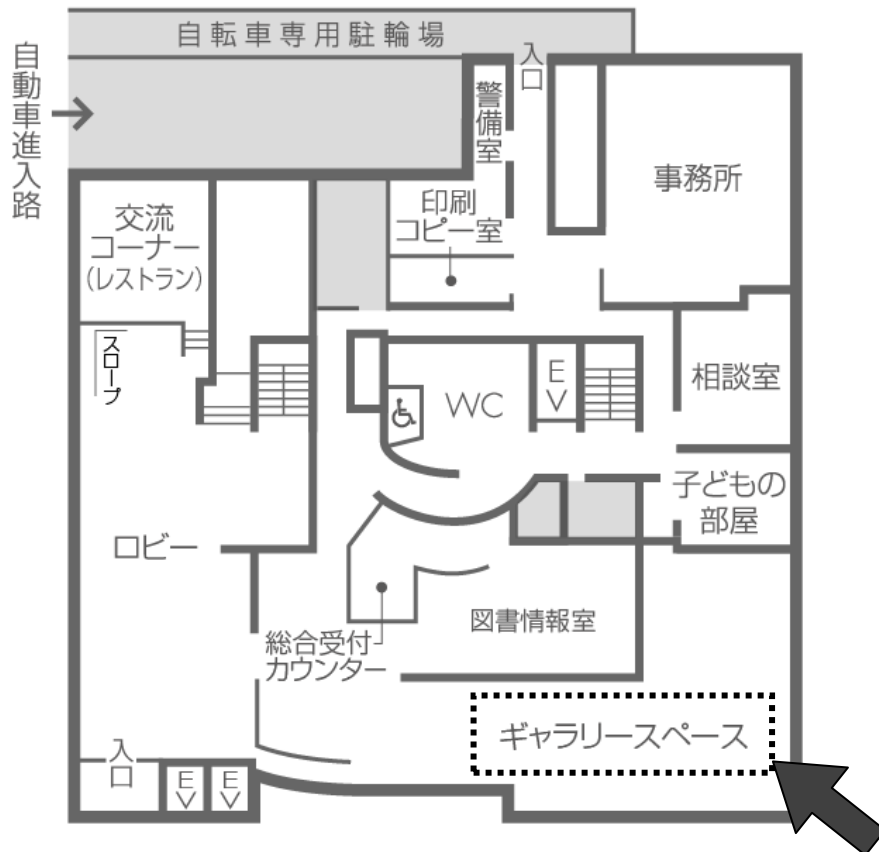 自転車専用駐輪場
自動車進入路
入口
警備室
事務所
印刷
コピー室
交流
コーナー
(レストラン)
スロープ
WC
EV
相談室
子どもの
部屋
ロビー
図書情報室
総合受付
カウンター
ギャラリースペース
入口
EV
EV